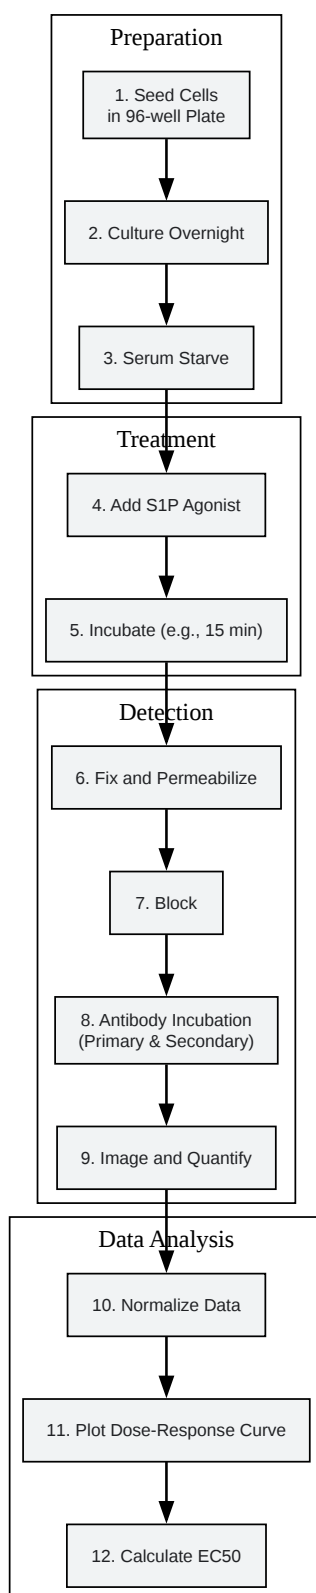 Preparation
1. Seed Cells
in 96-well Plate
2. Culture Overnight
3. Serum Starve
Treatment
4. Add S1P Agonist
5. Incubate (e.g., 15 min)
Detection
6. Fix and Permeabilize
7. Block
8. Antibody Incubation
(Primary & Secondary)
9. Image and Quantify
Data Analysis
10. Normalize Data
11. Plot Dose-Response Curve
12. Calculate EC50